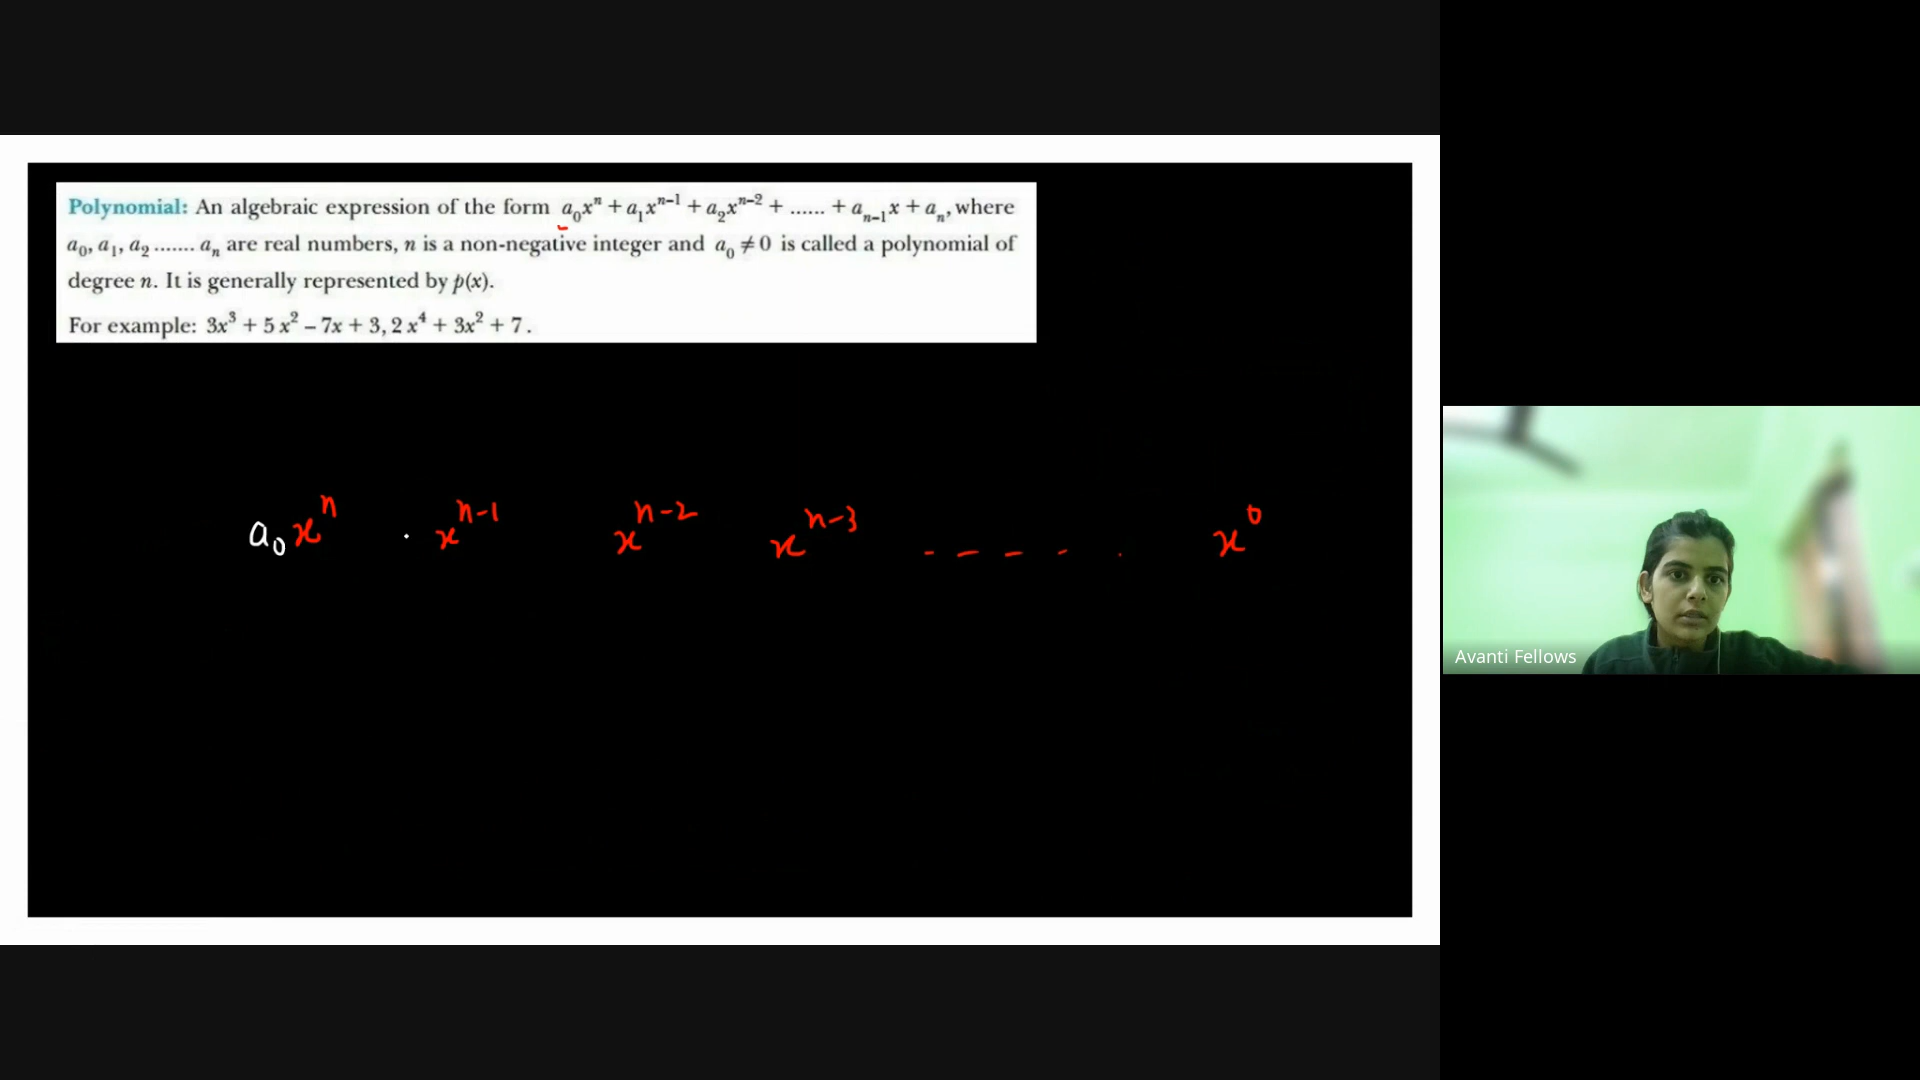 Polynomial: An algebraic expression of the form a₀xⁿ + a₁xⁿ⁻¹ + a₂xⁿ⁻² + ...... + aₙ₋₁x + aₙ, where
a₀, a₁, a₂ ....... aₙ are real numbers, n is a non-negative integer and a₀ ≠ 0 is called a polynomial of
degree n. It is generally represented by p(x).
For example: 3x³ + 5x² – 7x + 3, 2x⁴ + 3x² + 7.
a₀xⁿ . xⁿ⁻¹ xⁿ⁻² xⁿ⁻³ - - - - . x⁰
Avanti Fellows